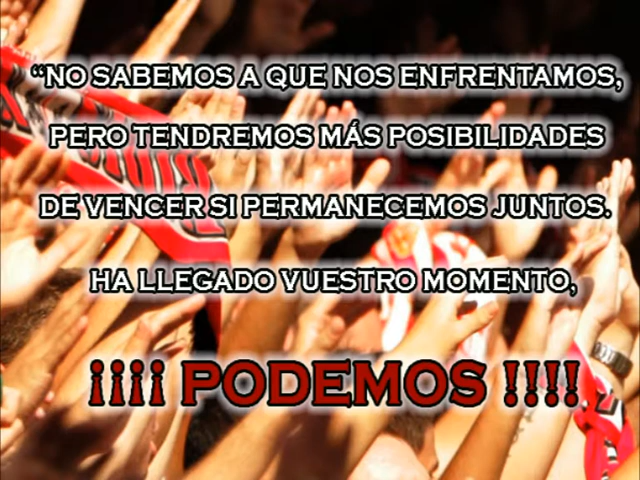 “NO SABEMOS A QUE NOS ENFRENTAMOS,
PERO TENDREMOS MÁS POSIBILIDADES
DE VENCER SI PERMANECEMOS JUNTOS.
HA LLEGADO VUESTRO MOMENTO,
¡¡¡¡ PODEMOS !!!!